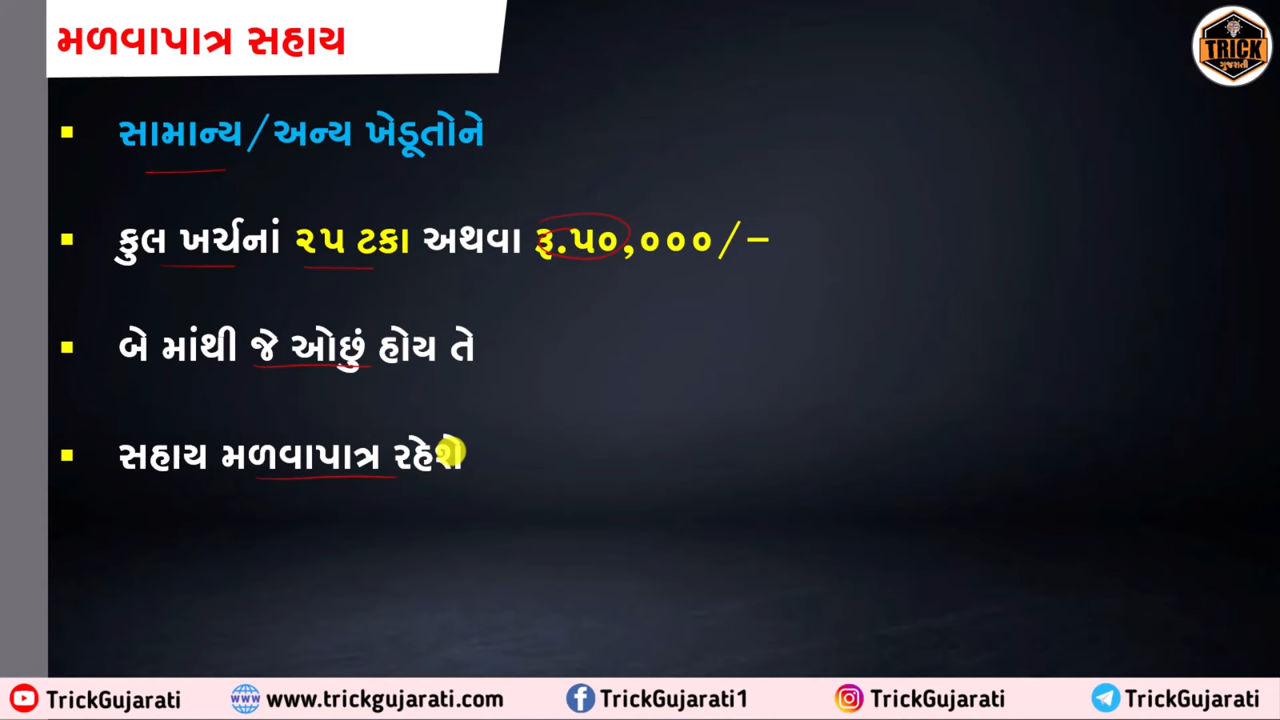 મળવાપાત્ર સહાય
TRICK
ગુજરાતી
સામાન્ય/અન્ય ખેડૂતોને
કુલ ખર્ચનાં ૨૫ ટકા અથવા રૂ.૫૦,૦૦૦/-
બે માંથી જે ઓછું હોય તે
સહાય મળવાપાત્ર રહેશે
TrickGujarati www.trickgujarati.com TrickGujarati1 TrickGujarati TrickGujarati